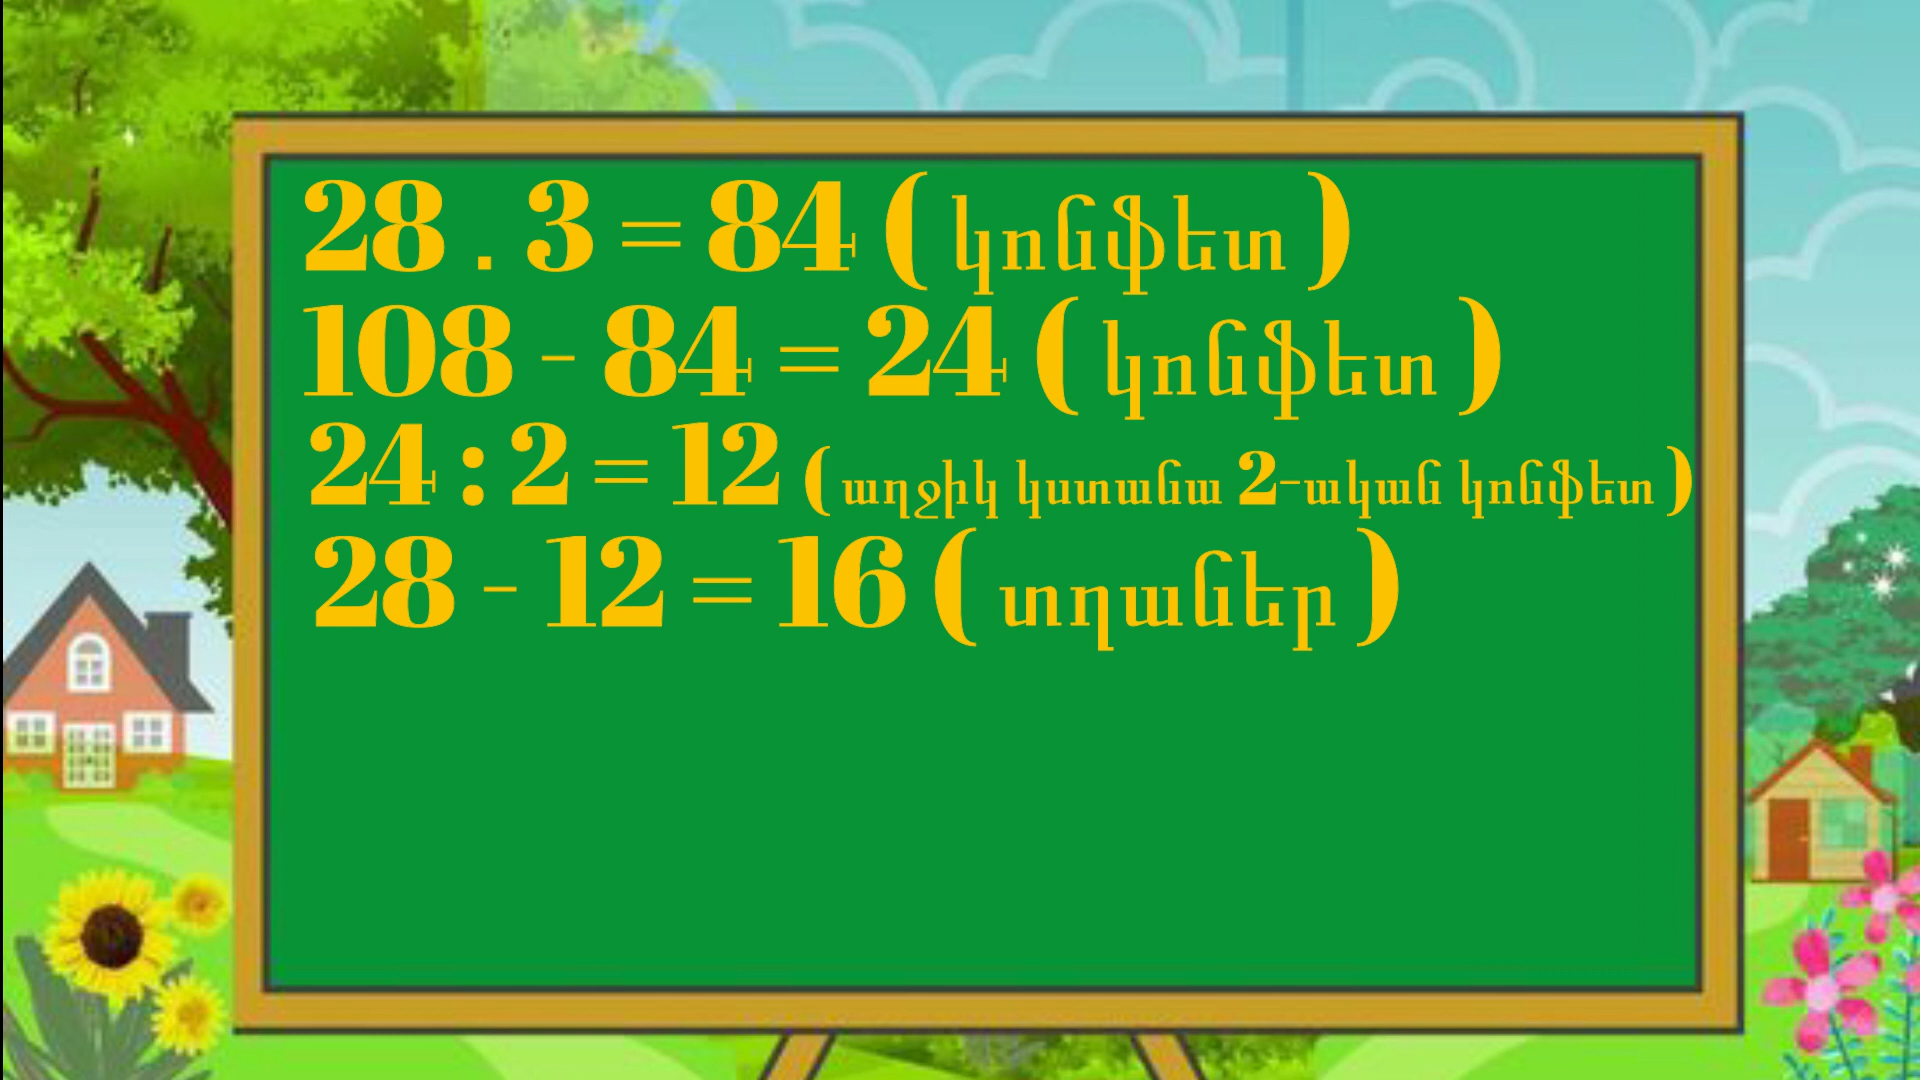 28 . 3 = 84 ( կոնֆետ )
108 - 84 = 24 ( կոնֆետ )
24 : 2 = 12 ( աղջիկ կստանա 2-ական կոնֆետ )
28 - 12 = 16 ( տղաներ )